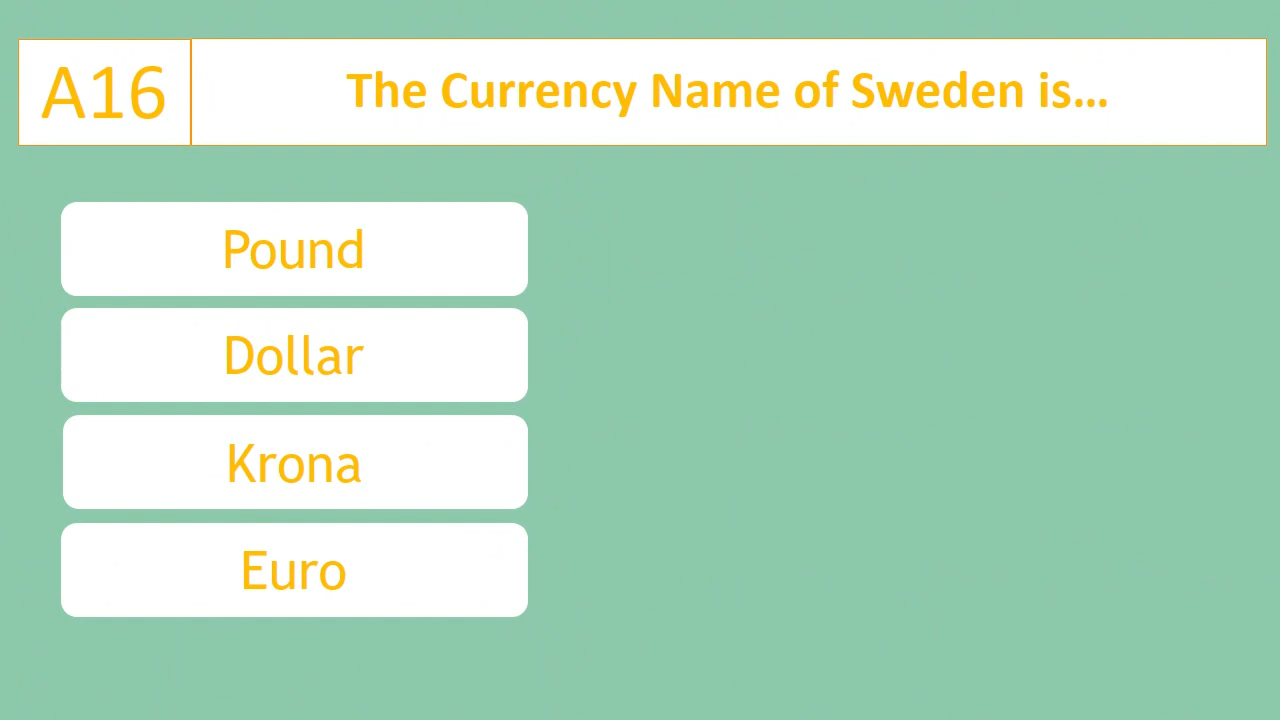 A16
The Currency Name of Sweden is...
Pound
Dollar
Krona
Euro